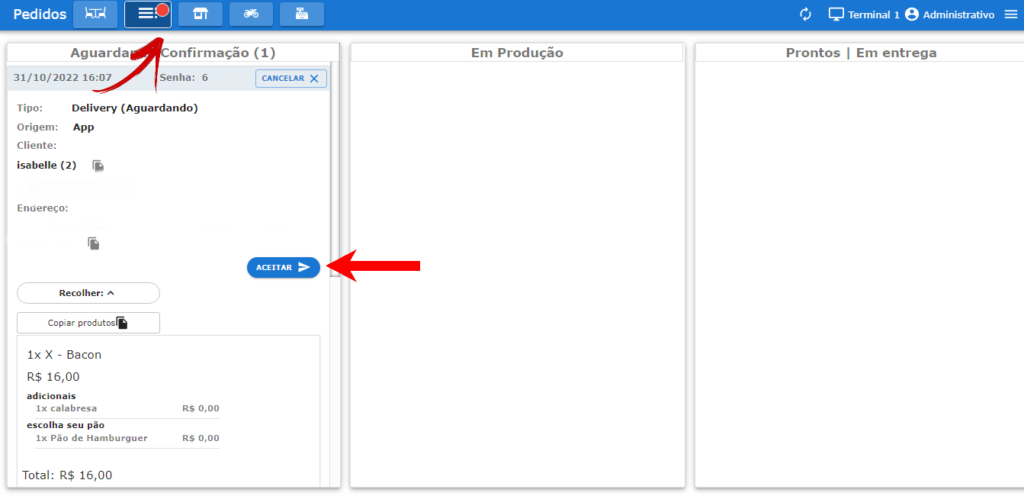 Pedidos
Terminal 1
Administrativo
Aguardando Confirmação (1)
31/10/2022 16:07 Senha: 6 CANCELAR
Tipo: Delivery (Aguardando)
Origem: App
Cliente:
isabelle (2)
Endereço:
ACEITAR
Recolher:
Copiar produtos
1x X - Bacon
R$ 16,00
adicionais
1x calabresa R$ 0,00
escolha seu pão
1x Pão de Hamburguer R$ 0,00
Total: R$ 16,00
Em Produção
Prontos | Em entrega